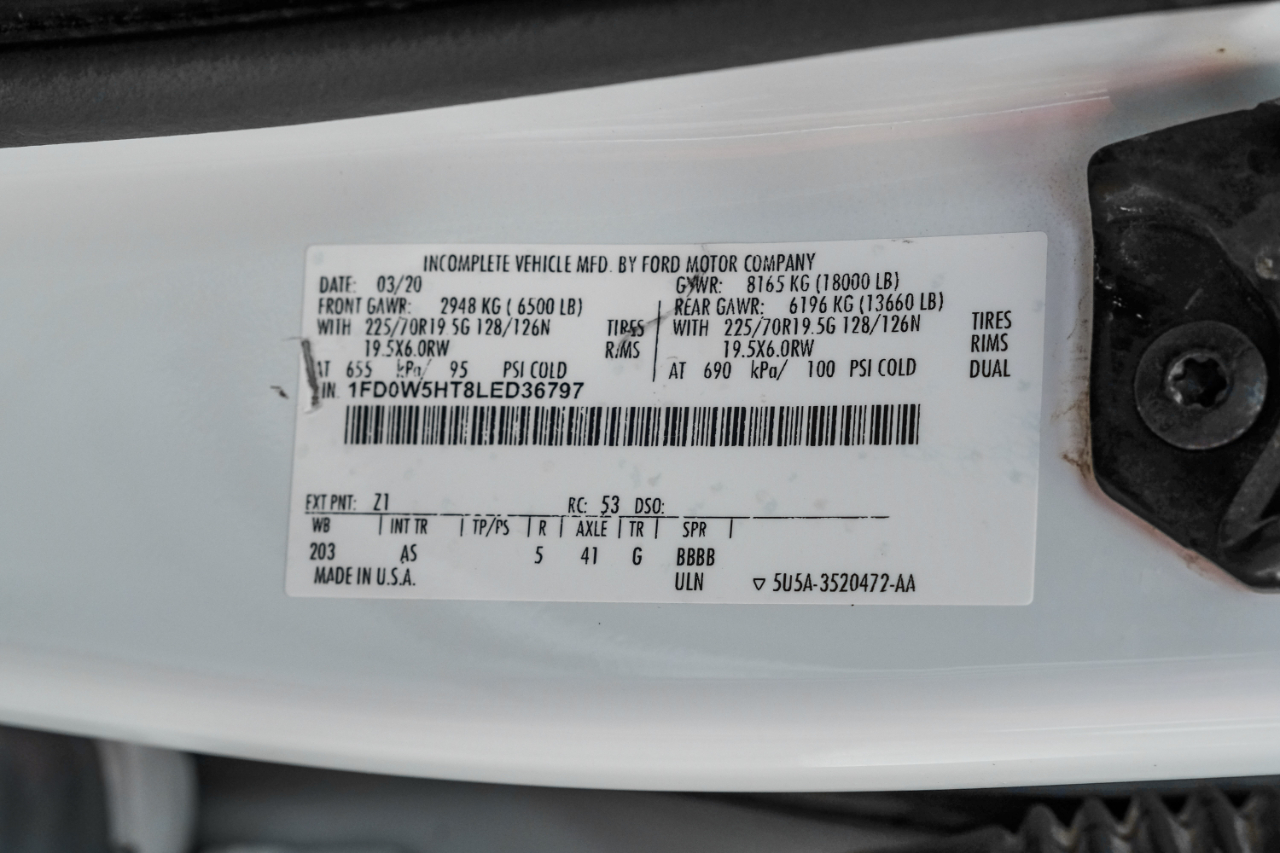 INCOMPLETE VEHICLE MFD. BY FORD MOTOR COMPANY
DATE: 03/20 GVWR: 8165 KG (18000 LB)
FRONT GAWR: 2948 KG ( 6500 LB) REAR GAWR: 6196 KG (13660 LB)
WITH 225/70R19.5G 128/126N TIRES WITH 225/70R19.5G 128/126N TIRES
19.5X6.0RW RIMS 19.5X6.0RW RIMS
AT 655 kPa/ 95 PSI COLD AT 690 kPa/ 100 PSI COLD DUAL
VIN: 1FD0W5HT8LED36797
EXT PNT: Z1 RC: 53 DSO:
WB | INT TR | TP/PS | R | AXLE | TR | SPR |
203 AS 5 41 G BBBB
MADE IN U.S.A. ULN ▽ 5U5A-3520472-AA